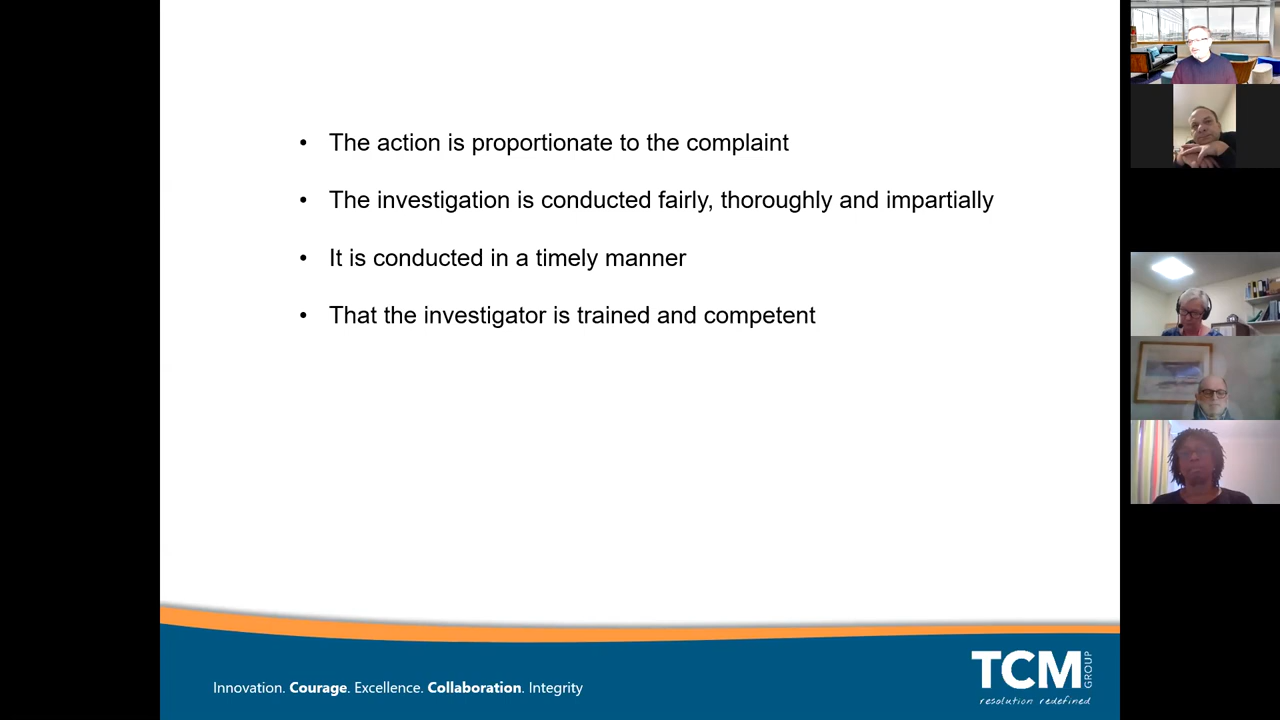 • The action is proportionate to the complaint
• The investigation is conducted fairly, thoroughly and impartially
• It is conducted in a timely manner
• That the investigator is trained and competent
Innovation. Courage. Excellence. Collaboration. Integrity
TCM GROUP
resolution redefined